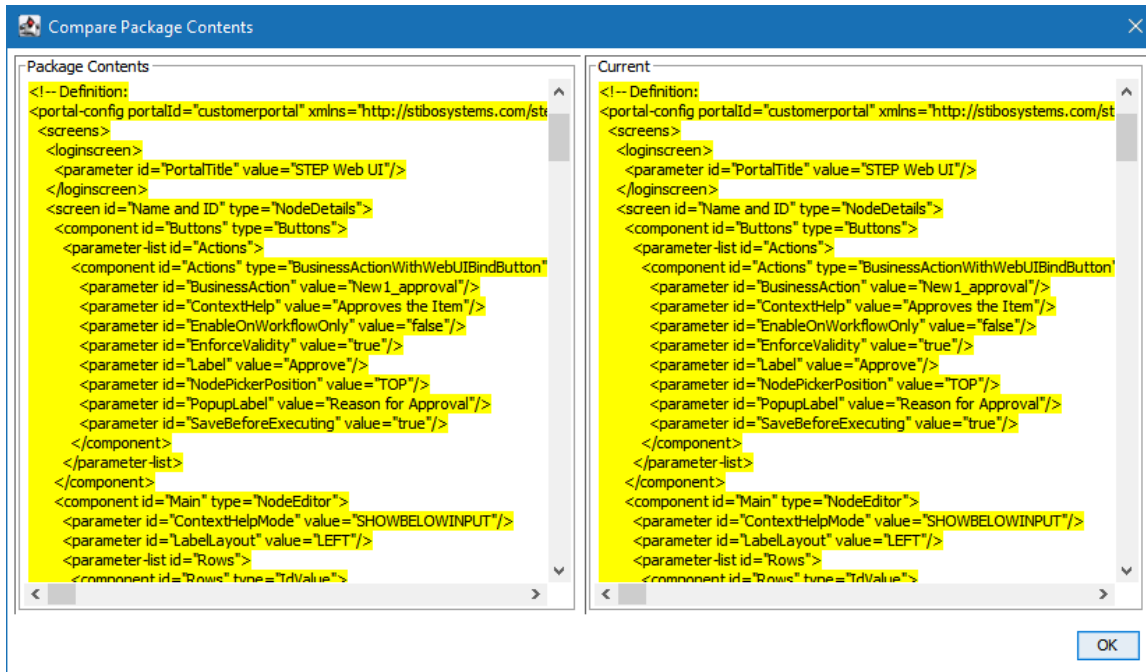 Compare Package Contents
Package Contents
<!-- Definition:
<portal-config portalId="customerportal" xmlns="http://stibosystems.com/ste
<screens>
<loginscreen>
<parameter id="PortalTitle" value="STEP Web UI"/>
</loginscreen>
<screen id="Name and ID" type="NodeDetails">
<component id="Buttons" type="Buttons">
<parameter-list id="Actions">
<component id="Actions" type="BusinessActionWithWebUIBindButton"
<parameter id="BusinessAction" value="New1_approval"/>
<parameter id="ContextHelp" value="Approves the Item"/>
<parameter id="EnableOnWorkflowOnly" value="false"/>
<parameter id="EnforceValidity" value="true"/>
<parameter id="Label" value="Approve"/>
<parameter id="NodePickerPosition" value="TOP"/>
<parameter id="PopupLabel" value="Reason for Approval"/>
<parameter id="SaveBeforeExecuting" value="true"/>
</component>
</parameter-list>
</component>
<component id="Main" type="NodeEditor">
<parameter id="ContextHelpMode" value="SHOWBELOWINPUT"/>
<parameter id="LabelLayout" value="LEFT"/>
<parameter-list id="Rows">
<component id="Rows" type="IdValue">
Current
<!-- Definition:
<portal-config portalId="customerportal" xmlns="http://stibosystems.com/st
<screens>
<loginscreen>
<parameter id="PortalTitle" value="STEP Web UI"/>
</loginscreen>
<screen id="Name and ID" type="NodeDetails">
<component id="Buttons" type="Buttons">
<parameter-list id="Actions">
<component id="Actions" type="BusinessActionWithWebUIBindButton"
<parameter id="BusinessAction" value="New1_approval"/>
<parameter id="ContextHelp" value="Approves the Item"/>
<parameter id="EnableOnWorkflowOnly" value="false"/>
<parameter id="EnforceValidity" value="true"/>
<parameter id="Label" value="Approve"/>
<parameter id="NodePickerPosition" value="TOP"/>
<parameter id="PopupLabel" value="Reason for Approval"/>
<parameter id="SaveBeforeExecuting" value="true"/>
</component>
</parameter-list>
</component>
<component id="Main" type="NodeEditor">
<parameter id="ContextHelpMode" value="SHOWBELOWINPUT"/>
<parameter id="LabelLayout" value="LEFT"/>
<parameter-list id="Rows">
<component id="Rows" type="IdValue">
OK